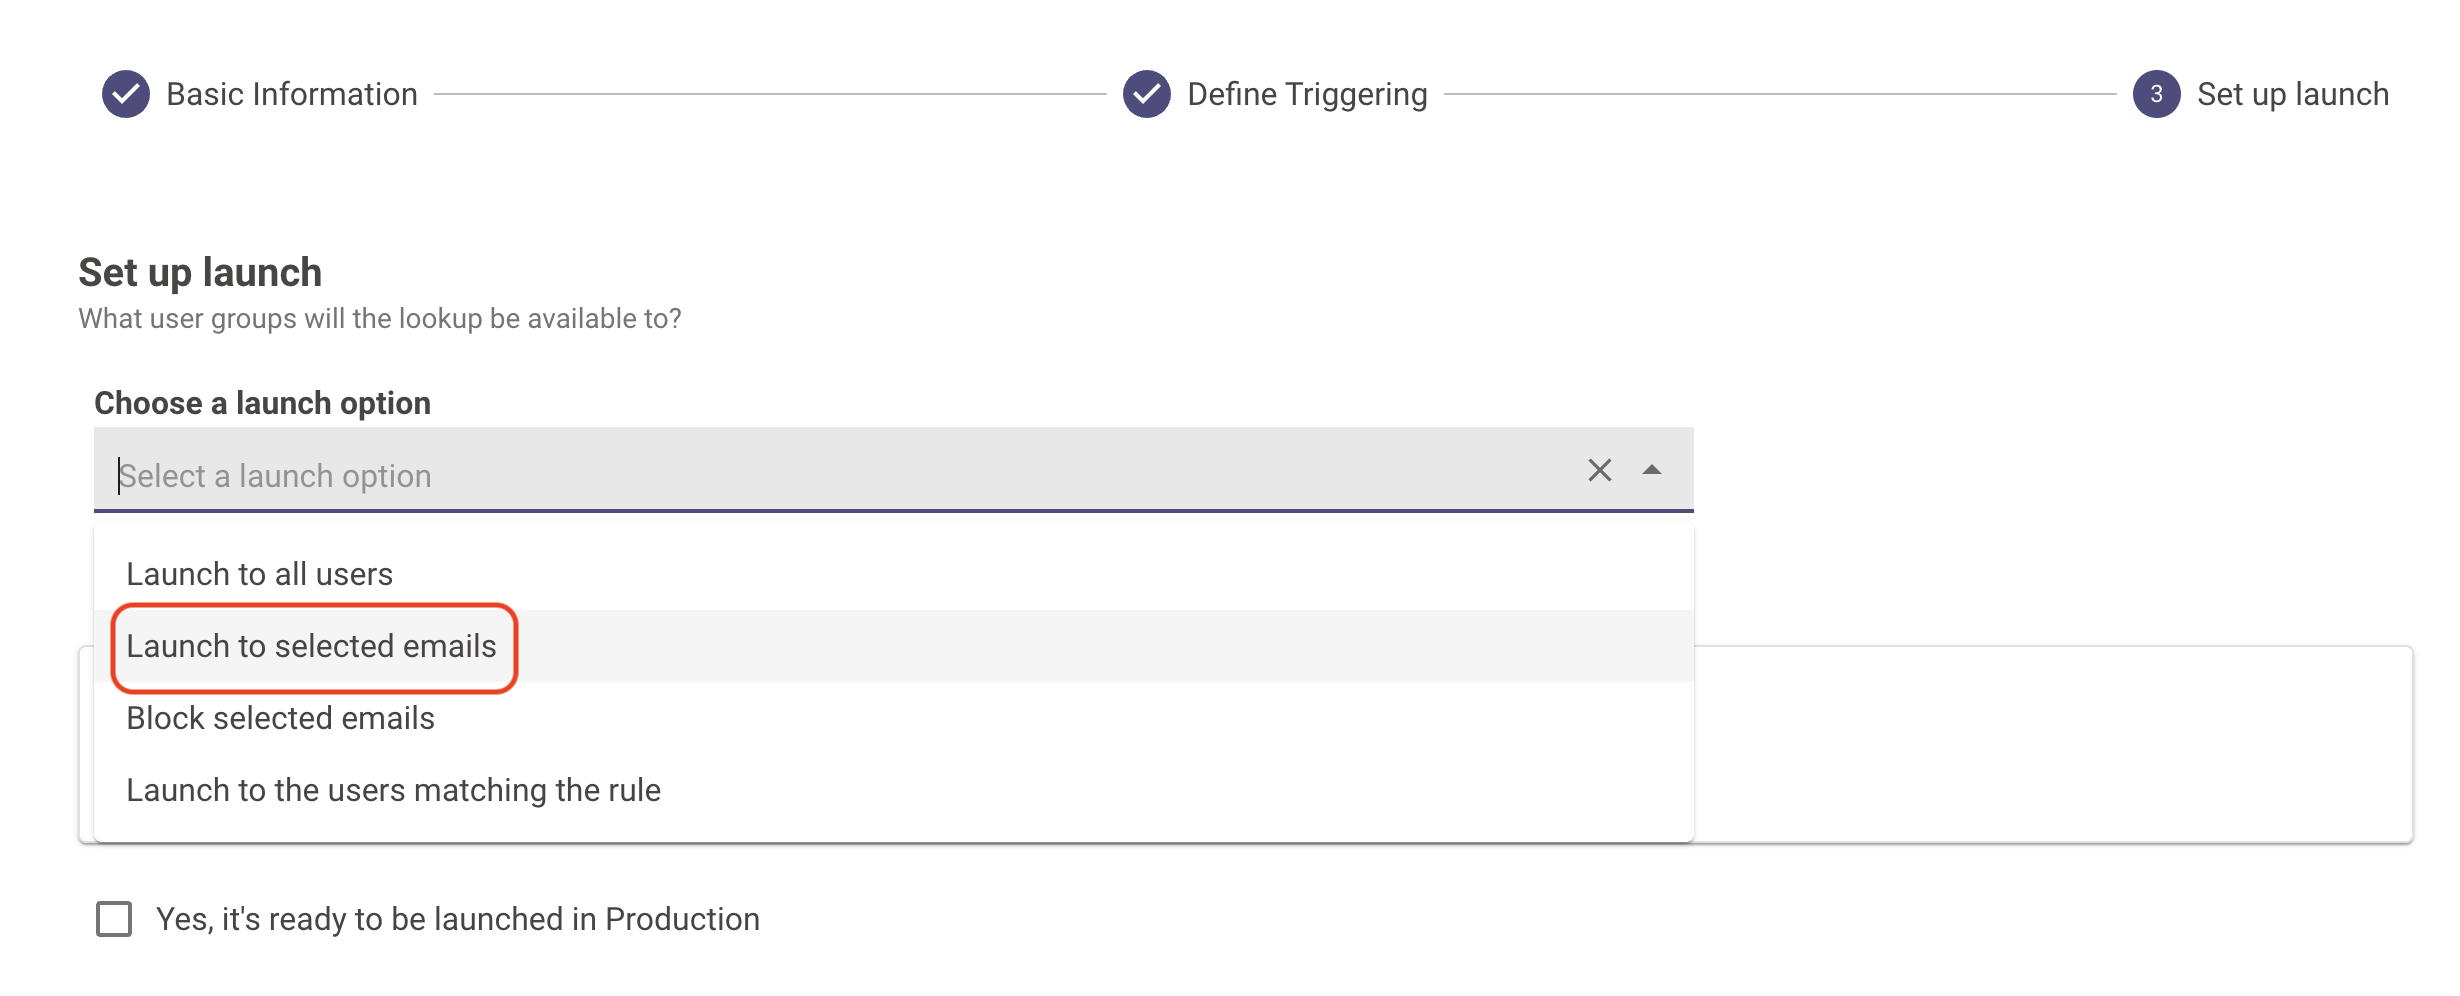 Basic Information
Define Triggering
3 Set up launch
Set up launch
What user groups will the lookup be available to?
Choose a launch option
Select a launch option
Launch to all users
Launch to selected emails
Block selected emails
Launch to the users matching the rule
Yes, it's ready to be launched in Production